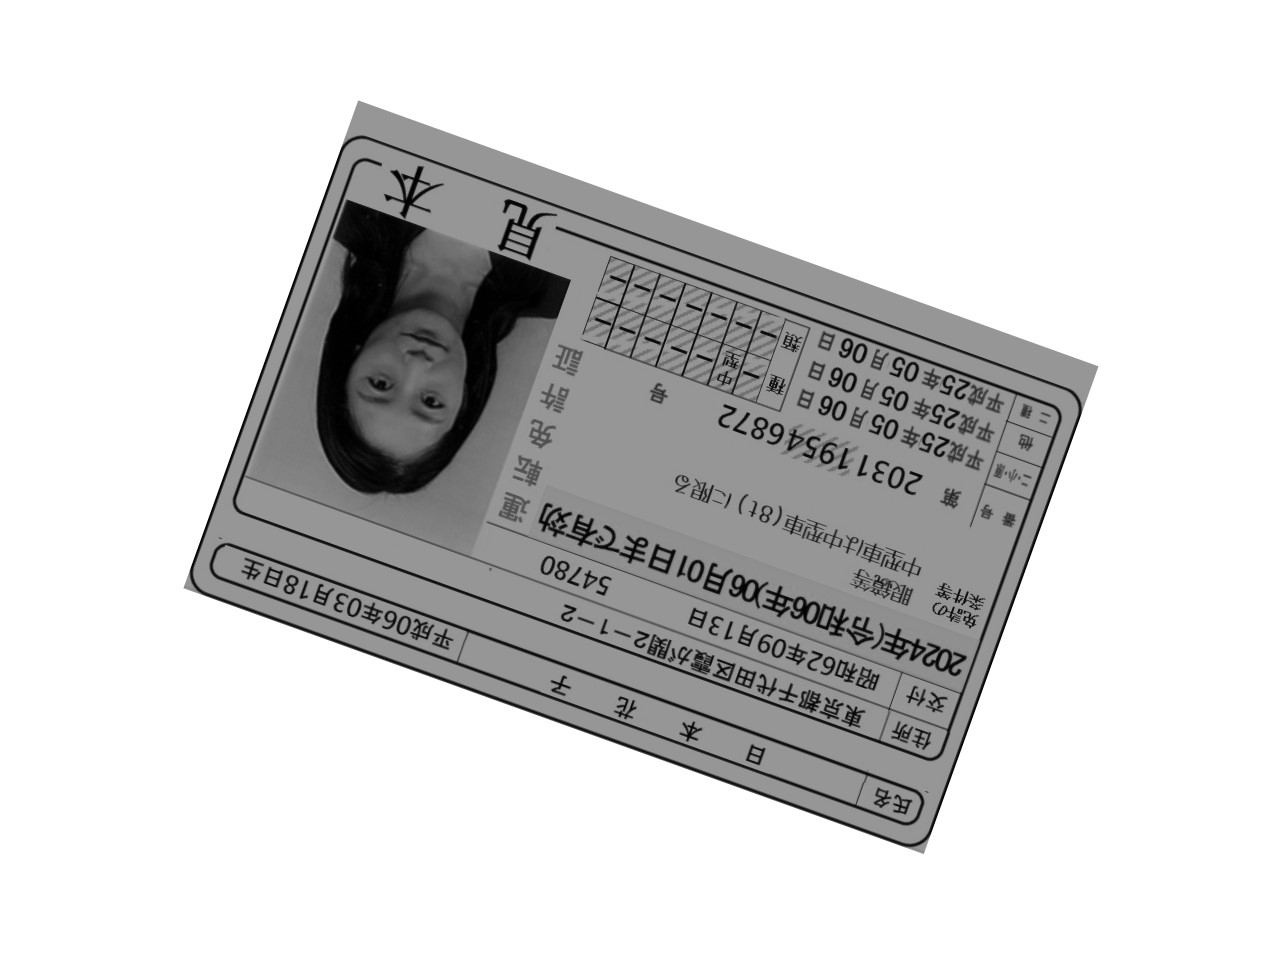 氏名 日 本 花 子 平成06年03月18日生
住所 東京都千代田区霞が関2−1−2
交付 昭和62年09月13日 54780
2024年(令和06年)06月01日まで有効
運転免許証
免許の
条件等
眼鏡等
中型車は中型車(8t)に限る
番号 第 203119546872 号
二・小・原 平成25年05月06日
他 平成25年05月06日
二種 平成25年05月06日
種類 − 中型 − − − − −
− − − − − − −
見 本